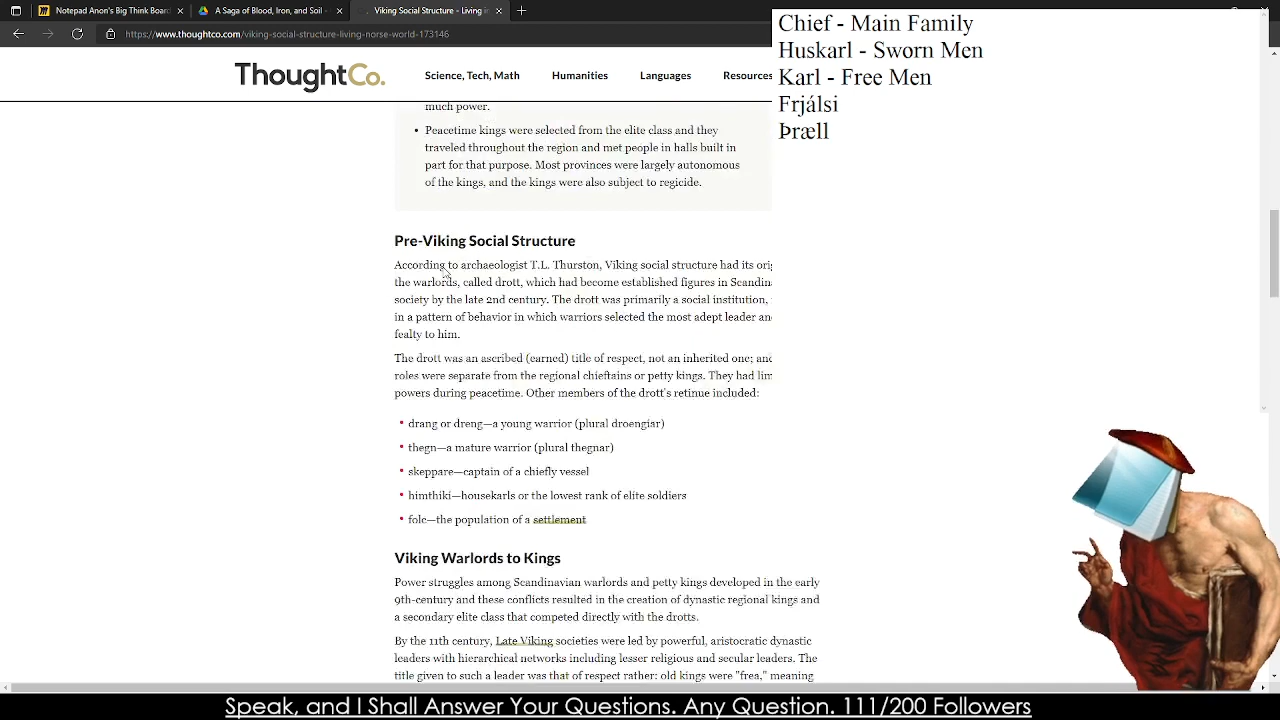 Notepad Anon's Big Think Board
A Saga of Blood, Iron, and Soil -
Viking Social Structure - Living i
https://www.thoughtco.com/viking-social-structure-living-norse-world-173146
ThoughtCo.
Science, Tech, Math
Humanities
Languages
Resources
much power.
• Peacetime kings were selected from the elite class and they
traveled throughout the region and met people in halls built in
part for that purpose. Most provinces were largely autonomous
of the kings, and the kings were also subject to regicide.
Pre-Viking Social Structure
According to archaeologist T.L. Thurston, Viking social structure had its ori
the warlords, called drott, which had become established figures in Scandin
society by the late 2nd century. The drott was primarily a social institution,
in a pattern of behavior in which warriors selected the most adept leader and
fealty to him.
The drott was an ascribed (earned) title of respect, not an inherited one; and
roles were separate from the regional chieftains or petty kings. They had lim
powers during peacetime. Other members of the drott's retinue included:
• drang or dreng—a young warrior (plural droengiar)
• thegn—a mature warrior (plural thegnar)
• skeppare—captain of a chiefly vessel
• himthiki—housekarls or the lowest rank of elite soldiers
• folc—the population of a settlement
Viking Warlords to Kings
Power struggles among Scandinavian warlords and petty kings developed in the early
9th-century and these conflicts resulted in the creation of dynastic regional kings and
a secondary elite class that competed directly with the drotts.
By the 11th century, Late Viking societies were led by powerful, aristocratic dynastic
leaders with hierarchical networks including lesser religious and secular leaders. The
title given to such a leader was that of respect rather: old kings were "frea," meaning
Chief - Main Family
Huskarl - Swørn Men
Karl - Free Men
Frjálsi
Þræll
Speak, and I Shall Answer Your Questions. Any Question. 111/200 Followers